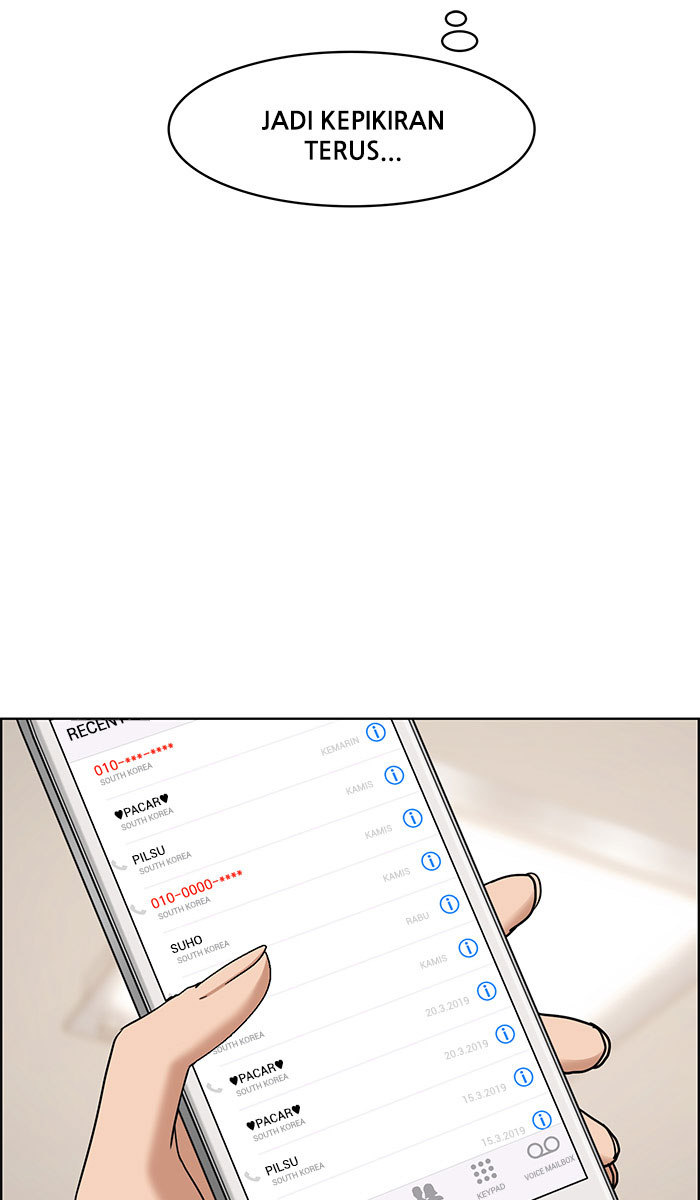 JADI KEPIKIRAN
TERUS...
RECENT
010-***-****
SOUTH KOREA
KEMARIN
♥PACAR♥
SOUTH KOREA
KAMIS
PILSU
SOUTH KOREA
KAMIS
010-0000-****
SOUTH KOREA
KAMIS
SUHO
SOUTH KOREA
RABU
SOUTH KOREA
KAMIS
♥PACAR♥
SOUTH KOREA
20.3.2019
♥PACAR♥
SOUTH KOREA
20.3.2019
PILSU
SOUTH KOREA
15.3.2019
15.3.2019
KEYPAD
VOICE MAILBOX